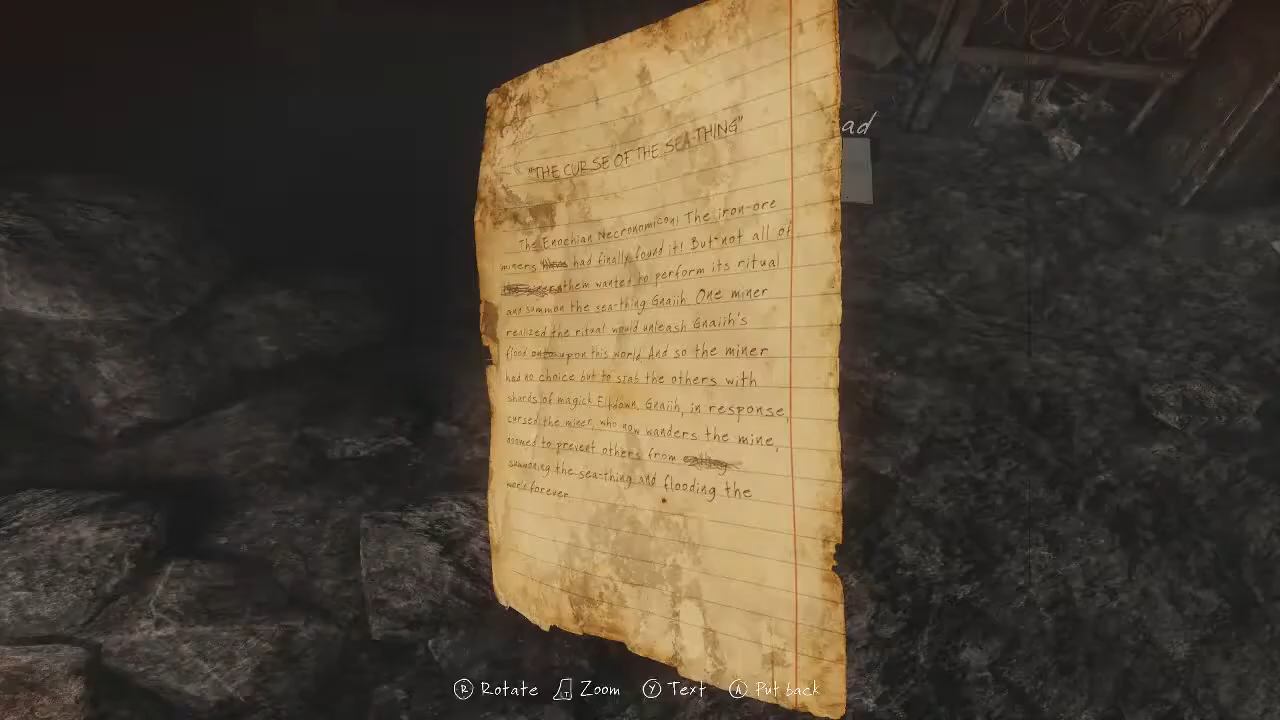 "THE CURSE OF THE SEA-THING"
The Enochian Necronomicon! The iron-ore
miners had finally found it! But not all of
them wanted to perform its ritual
and summon the sea-thing Gnaiih. One miner
realized the ritual would unleash Gnaiih's
flood upon this world. And so the miner
had no choice but to stab the others with
shards of magick Eltdown. Gnaiih, in response,
cursed the miner, who now wanders the mine,
doomed to prevent others from
summoning the sea-thing and flooding the
world forever.
ad
R Rotate Zoom Y Text A Put back